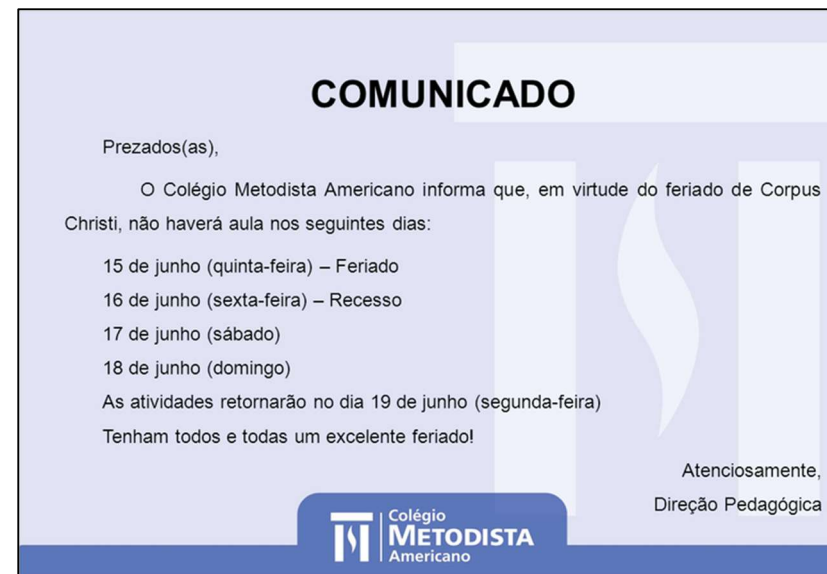 COMUNICADO
Prezados(as),
O Colégio Metodista Americano informa que, em virtude do feriado de Corpus
Christi, não haverá aula nos seguintes dias:
15 de junho (quinta-feira) – Feriado
16 de junho (sexta-feira) – Recesso
17 de junho (sábado)
18 de junho (domingo)
As atividades retornarão no dia 19 de junho (segunda-feira)
Tenham todos e todas um excelente feriado!
Atenciosamente,
Direção Pedagógica
Colégio
METODISTA
Americano